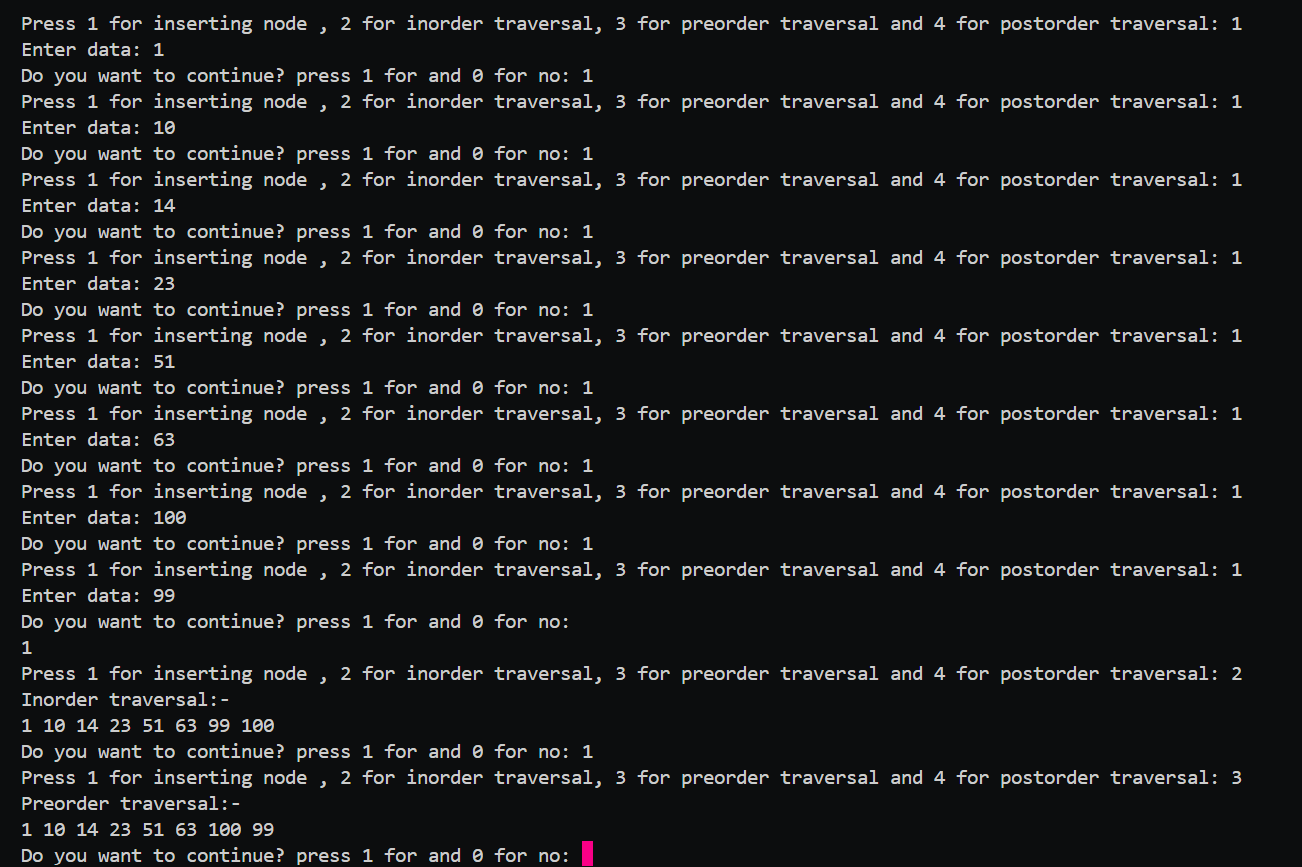 Press 1 for inserting node , 2 for inorder traversal, 3 for preorder traversal and 4 for postorder traversal: 1
Enter data: 1
Do you want to continue? press 1 for and 0 for no: 1
Press 1 for inserting node , 2 for inorder traversal, 3 for preorder traversal and 4 for postorder traversal: 1
Enter data: 10
Do you want to continue? press 1 for and 0 for no: 1
Press 1 for inserting node , 2 for inorder traversal, 3 for preorder traversal and 4 for postorder traversal: 1
Enter data: 14
Do you want to continue? press 1 for and 0 for no: 1
Press 1 for inserting node , 2 for inorder traversal, 3 for preorder traversal and 4 for postorder traversal: 1
Enter data: 23
Do you want to continue? press 1 for and 0 for no: 1
Press 1 for inserting node , 2 for inorder traversal, 3 for preorder traversal and 4 for postorder traversal: 1
Enter data: 51
Do you want to continue? press 1 for and 0 for no: 1
Press 1 for inserting node , 2 for inorder traversal, 3 for preorder traversal and 4 for postorder traversal: 1
Enter data: 63
Do you want to continue? press 1 for and 0 for no: 1
Press 1 for inserting node , 2 for inorder traversal, 3 for preorder traversal and 4 for postorder traversal: 1
Enter data: 100
Do you want to continue? press 1 for and 0 for no: 1
Press 1 for inserting node , 2 for inorder traversal, 3 for preorder traversal and 4 for postorder traversal: 1
Enter data: 99
Do you want to continue? press 1 for and 0 for no:
1
Press 1 for inserting node , 2 for inorder traversal, 3 for preorder traversal and 4 for postorder traversal: 2
Inorder traversal:-
1 10 14 23 51 63 99 100
Do you want to continue? press 1 for and 0 for no: 1
Press 1 for inserting node , 2 for inorder traversal, 3 for preorder traversal and 4 for postorder traversal: 3
Preorder traversal:-
1 10 14 23 51 63 100 99
Do you want to continue? press 1 for and 0 for no: